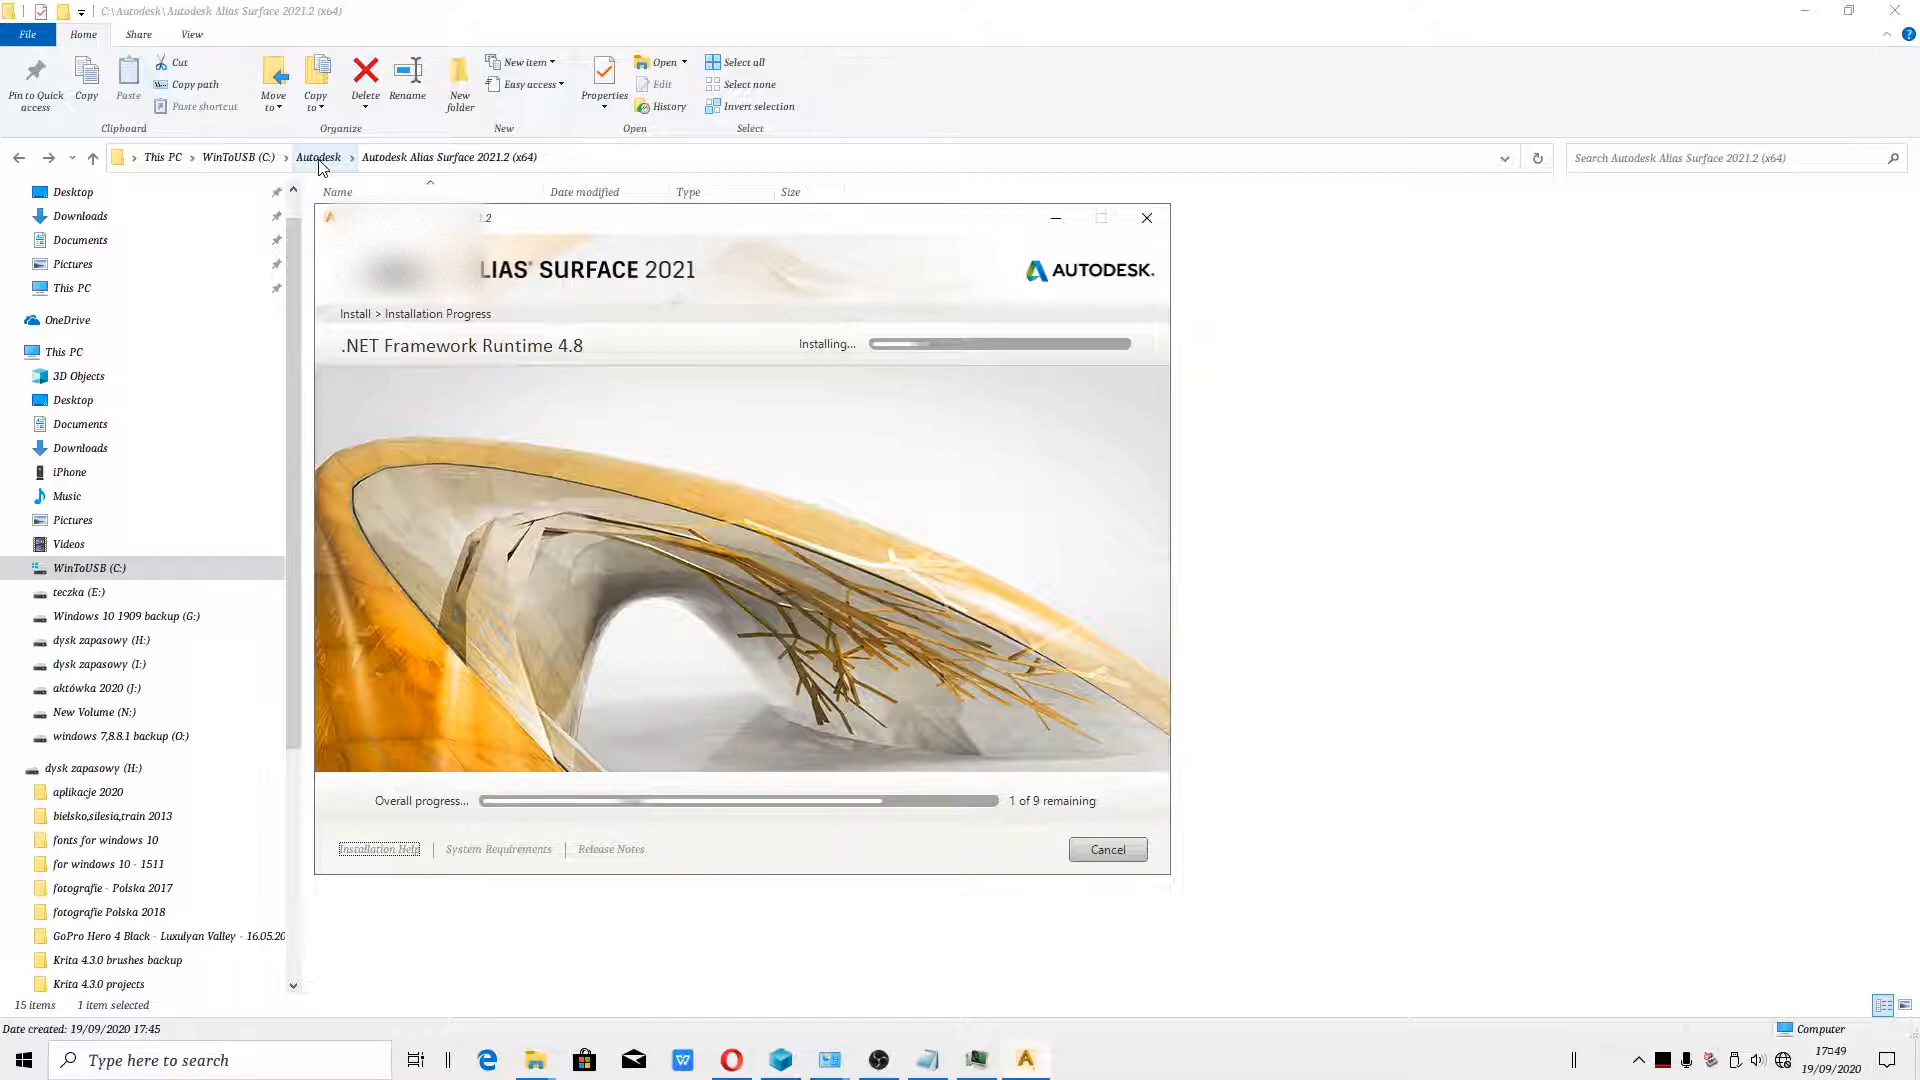 C:\Autodesk\Autodesk Alias Surface 2021.2 (x64)
File Home Share View
Pin to Quick access
Copy
Paste
Cut
Copy path
Paste shortcut
Clipboard
Move to
Copy to
Delete
Rename
Organize
New folder
New item
Easy access
New
Properties
Open
Edit
History
Open
Select all
Select none
Invert selection
Select
This PC > WinToUSB (C:) > Autodesk > Autodesk Alias Surface 2021.2 (x64)
Search Autodesk Alias Surface 2021.2 (x64)
Name Date modified Type Size
Desktop
Downloads
Documents
Pictures
This PC
OneDrive
This PC
3D Objects
Desktop
Documents
Downloads
iPhone
Music
Pictures
Videos
WinToUSB (C:)
teczka (E:)
Windows 10 1909 backup (G:)
dysk zapasowy (H:)
dysk zapasowy (I:)
aktówka 2020 (J:)
New Volume (N:)
windows 7,8.8.1 backup (O:)
dysk zapasowy (H:)
aplikacje 2020
bielsko,silesia,train 2013
fonts for windows 10
for windows 10 - 1511
fotografie - Polska 2017
fotografie Polska 2018
GoPro Hero 4 Black - Luxulyan Valley - 16.05.20
Krita 4.3.0 brushes backup
Krita 4.3.0 projects
1.2
LIAS® SURFACE 2021
AUTODESK.
Install > Installation Progress
.NET Framework Runtime 4.8
Installing...
Overall progress...
1 of 9 remaining
Installation Help
System Requirements
Release Notes
Cancel
15 items 1 item selected
Date created: 19/09/2020 17:45
Computer
Type here to search
17:49
19/09/2020